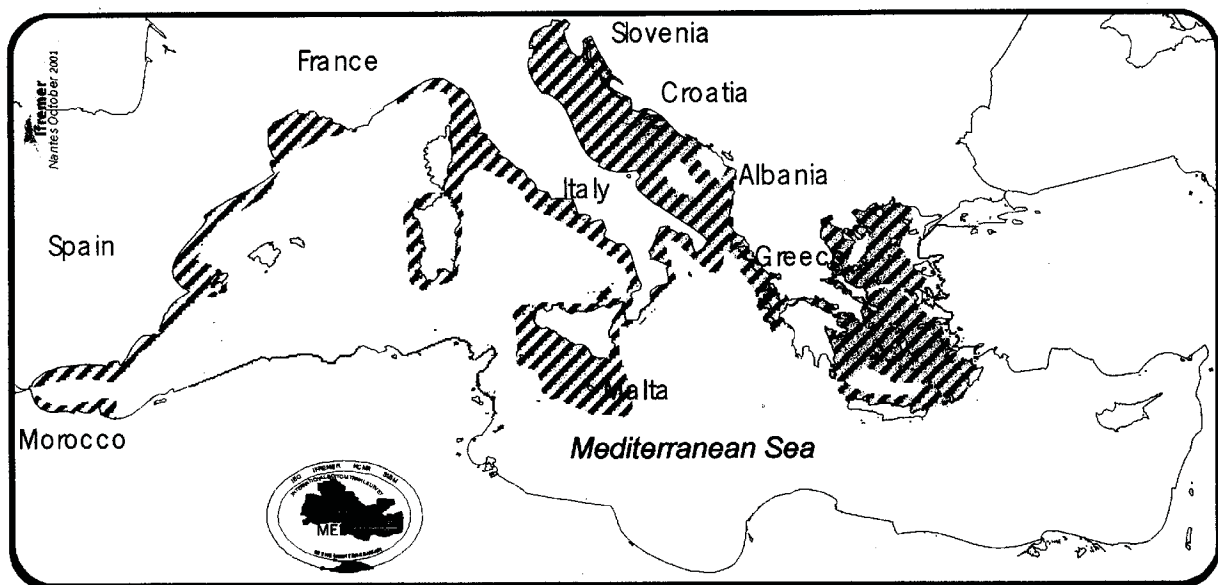 Slovenia
France
Croatia
Ifremer
Nantes October 2001
Albania
Italy
Spain
Greece
Malta
Morocco
Mediterranean Sea